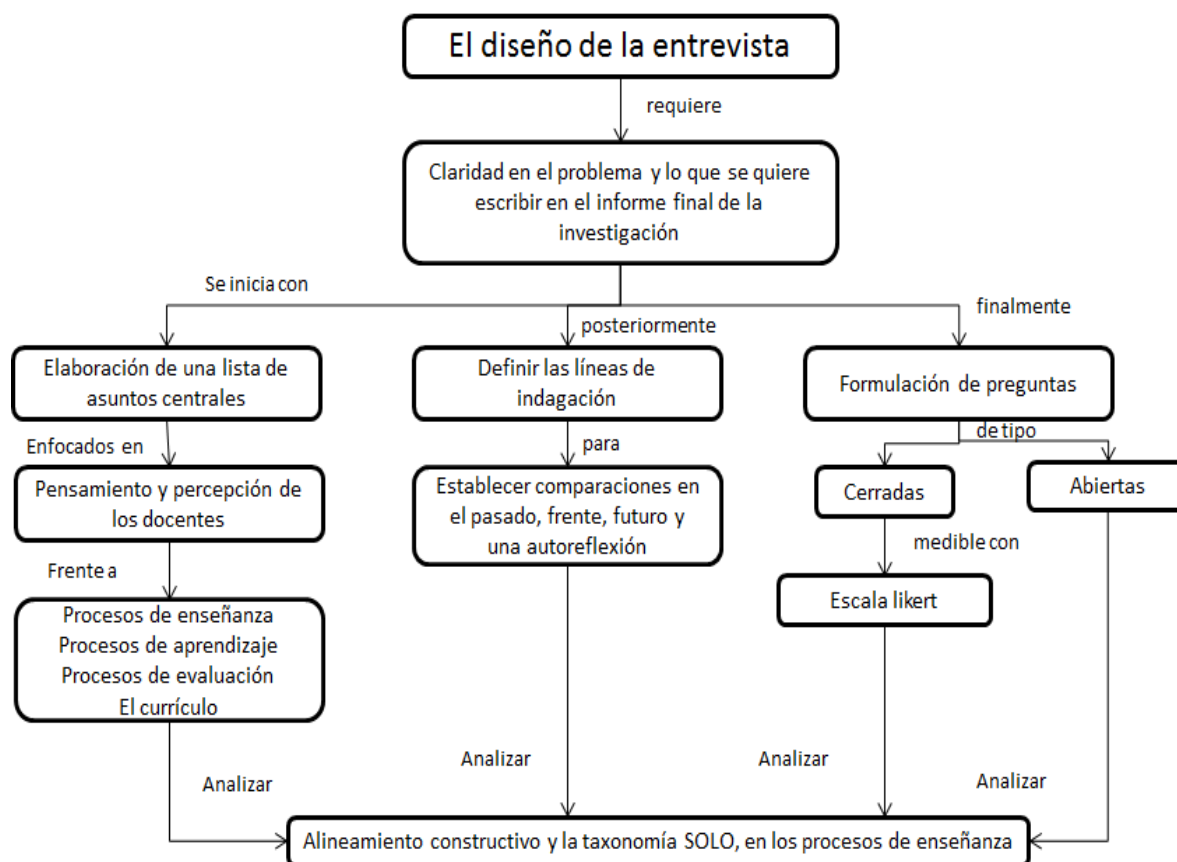 El diseño de la entrevista
requiere
Claridad en el problema y lo que se quiere
escribir en el informe final de la
investigación
Se inicia con
posteriormente
finalmente
Elaboración de una lista de
asuntos centrales
Definir las líneas de
indagación
Formulación de preguntas
Enfocados en
para
de tipo
Pensamiento y percepción de
los docentes
Establecer comparaciones en
el pasado, frente, futuro y
una autoreflexión
Cerradas
Abiertas
medible con
Frente a
Escala likert
Procesos de enseñanza
Procesos de aprendizaje
Procesos de evaluación
El currículo
Analizar
Analizar
Analizar
Analizar
Alineamiento constructivo y la taxonomía SOLO, en los procesos de enseñanza